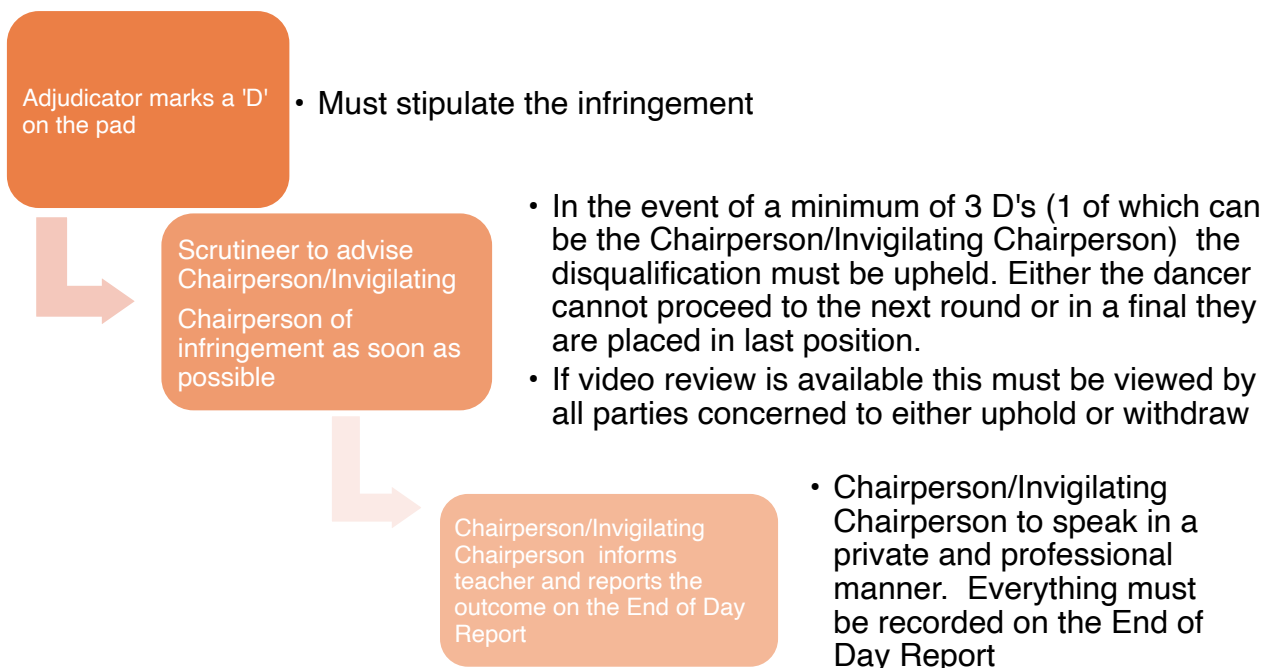 Adjudicator marks a 'D'
on the pad
• Must stipulate the infringement
Scrutineer to advise
Chairperson/Invigilating
Chairperson of
infringement as soon as
possible
• In the event of a minimum of 3 D's (1 of which can
be the Chairperson/Invigilating Chairperson)  the
disqualification must be upheld. Either the dancer
cannot proceed to the next round or in a final they
are placed in last position.
• If video review is available this must be viewed by
all parties concerned to either uphold or withdraw
Chairperson/Invigilating
Chairperson  informs
teacher and reports the
outcome on the End of Day
Report
• Chairperson/Invigilating
Chairperson to speak in a
private and professional
manner.  Everything must
be recorded on the End of
Day Report